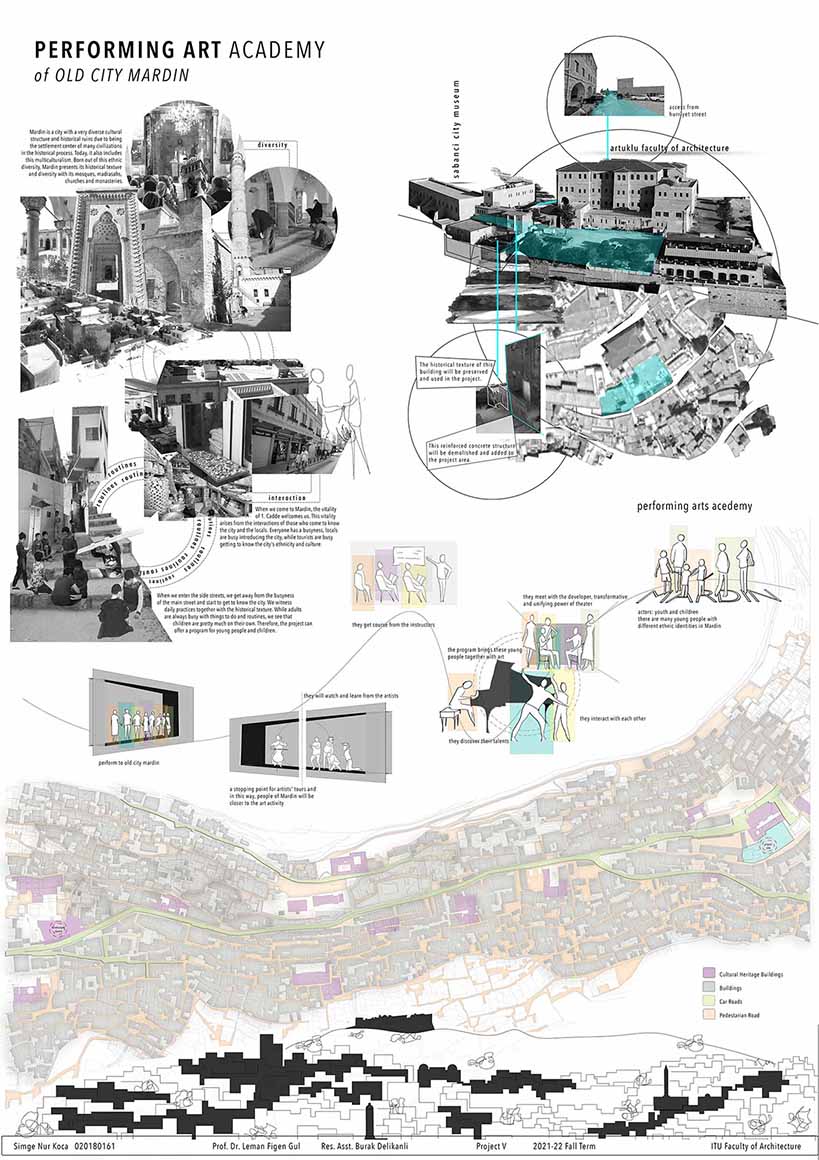 PERFORMING ART ACADEMY
of OLD CITY MARDIN
Mardin is a city with a very diverse cultural
structure and historical ruins due to being
the settlement center of many civilizations
in the historical process. Today, it also includes
this multiculturalism. Born out of this ethnic
diversity, Mardin presents its historical texture
and diversity with its mosques, madrasahs,
churches and monasteries.
diversity
sabanci city museum
access from
hurriyet street
artuklu faculty of architecture
The historical texture of this
building will be preserved
and used in the project.
This reinforced concrete structure
will be demolished and added to
the project area.
routines
routines routines
routines routines routines
interaction
When we come to Mardin, the vitality
of 1. Cadde welcomes us. This vitality
arises from the interactions of those who come to know
the city and the locals. Everyone has a busyness, locals
are busy introducing the city, while tourists are busy
getting to know the city's ethnicity and culture.
When we enter the side streets, we get away from the busyness
of the main street and start to get to know the city. We witness
daily practices together with the historical texture. While adults
are always busy with things to do and routines, we see that
children are pretty much on their own. Therefore, the project can
offer a program for young people and children.
performing arts acedemy
actors: youth and children
there are many young people with
different ethnic identities in Mardin
they meet with the developer, transformative
and unifying power of theater
the program brings these young
people together with art
they interact with each other
they discover their talents
they get source from the instructors
they will watch and learn from the artists
a stopping point for artists' tours and
in this way, people of Mardin will be
closer to the art activity
perform to old city mardin
Cultural Heritage Buildings
Buildings
Car Roads
Pedestarian Road
Simge Nur Koca 020180161
Prof. Dr. Leman Figen Gul
Res. Asst. Burak Delikanli
Project V
2021-22 Fall Term
ITU Faculty of Architecture